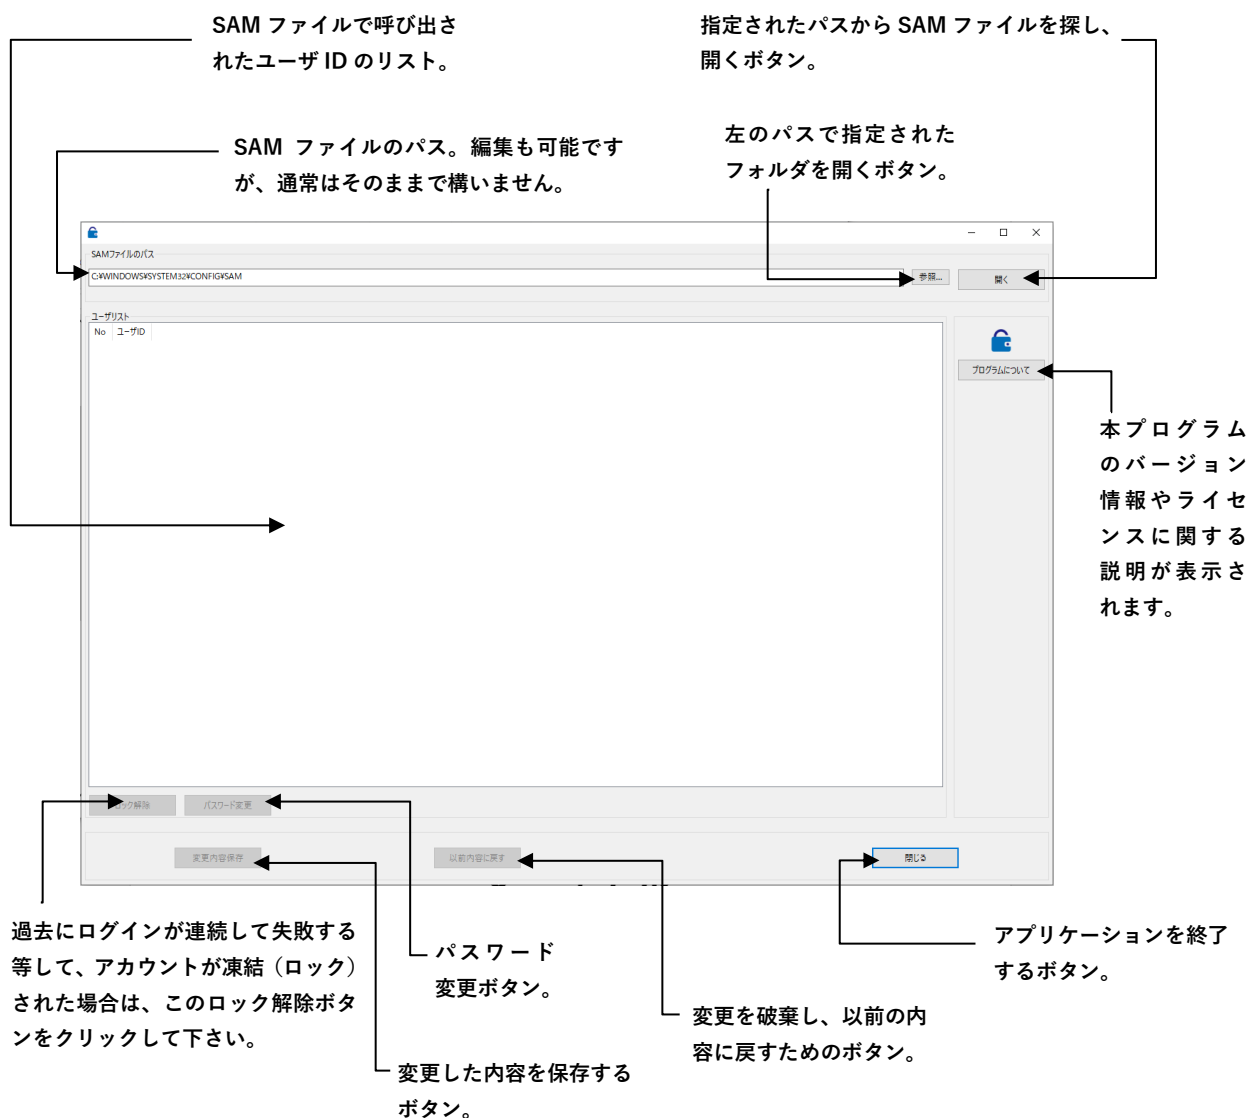 SAM ファイルで呼び出さ
れたユーザ ID のリスト。
指定されたパスから SAM ファイルを探し、
開くボタン。
SAM ファイルのパス。編集も可能です
が、通常はそのままで構いません。
左のパスで指定された
フォルダを開くボタン。
SAMファイルのパス
C:¥WINDOWS¥SYSTEM32¥CONFIG¥SAM
参照...
開く
ユーザリスト
No ユーザID
プログラムについて
本プログラム
のバージョン
情報やライセ
ンスに関する
説明が表示さ
れます。
ロック解除
パスワード変更
変更内容保存
以前内容に戻す
閉じる
過去にログインが連続して失敗する
等して、アカウントが凍結（ロック）
された場合は、このロック解除ボタ
ンをクリックして下さい。
パスワード
変更ボタン。
アプリケーションを終了
するボタン。
変更を破棄し、以前の内
容に戻すためのボタン。
変更した内容を保存する
ボタン。